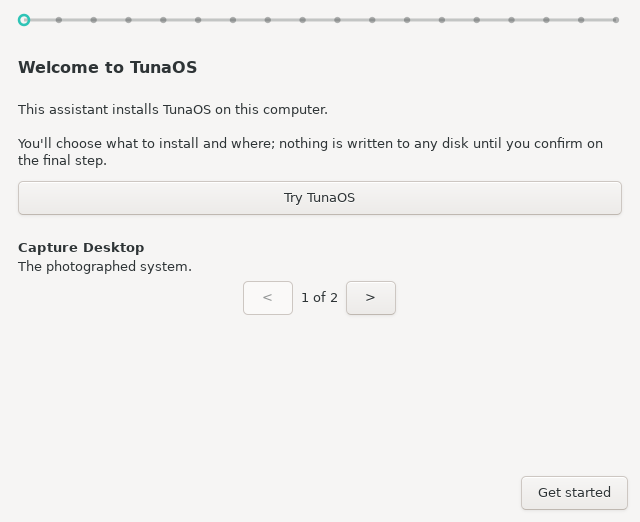 Welcome to TunaOS
This assistant installs TunaOS on this computer.
You'll choose what to install and where; nothing is written to any disk until you confirm on
the final step.
Try TunaOS
Capture Desktop
The photographed system.
< 1 of 2 >
Get started